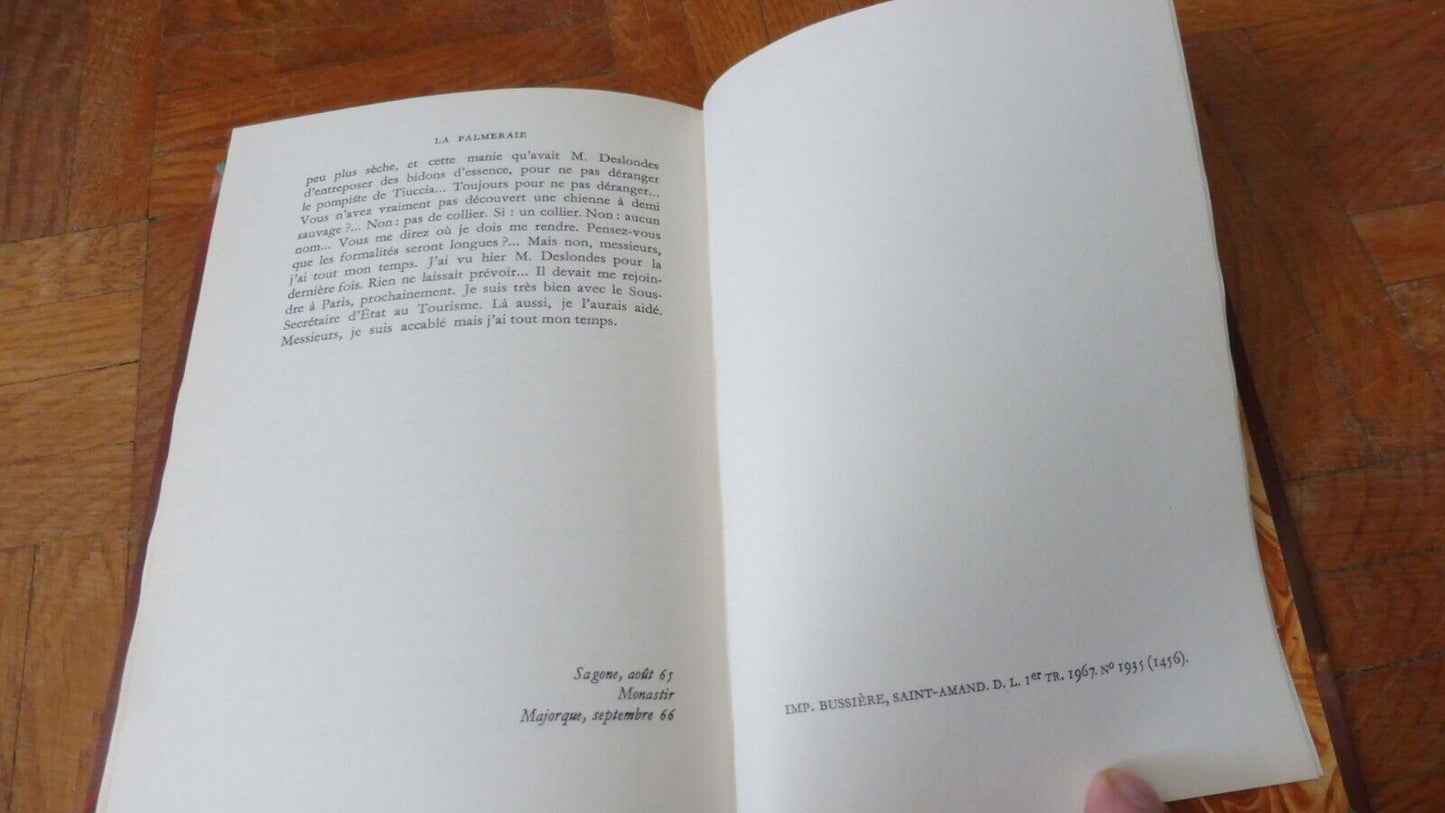 LA PALMERAIE
peu plus sèche, et cette manie qu'avait M. Deslondes
d'entreposer des bidons d'essence, pour ne pas déranger
le pompiste de Tiuccia... Toujours pour ne pas déranger...
Vous n'avez vraiment pas découvert une chienne à demi
sauvage ?... Non : pas de collier. Si : un collier. Non : aucun
nom... Vous me direz où je dois me rendre. Pensez-vous
que les formalités seront longues ?... Mais non, messieurs,
j'ai tout mon temps. J'ai vu hier M. Deslondes pour la
dernière fois. Rien ne laissait prévoir... Il devait me rejoin-
dre à Paris, prochainement. Je suis très bien avec le Sous-
Secrétaire d'État au Tourisme. Là aussi, je l'aurais aidé.
Messieurs, je suis accablé mais j'ai tout mon temps.
Sagone, août 65
Monastir
Majorque, septembre 66
IMP. BUSSIÈRE, SAINT-AMAND. D. L. 1er TR. 1967. Nº 1935 (1456).